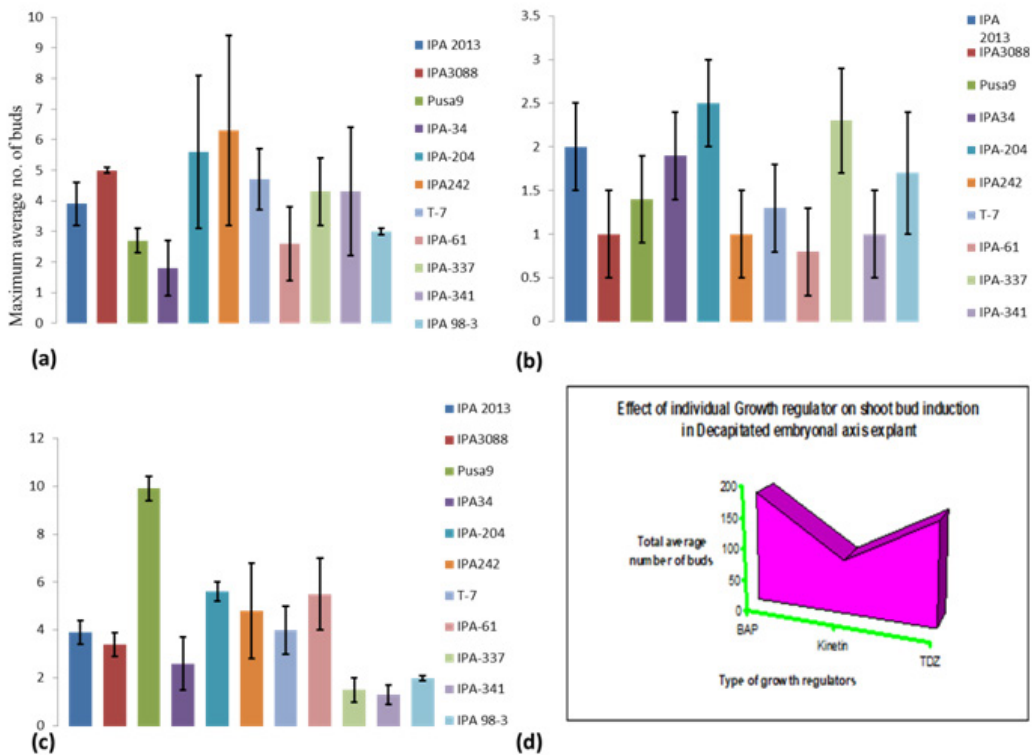 10
9
8
7
6
5
4
3
2
1
0
Maximum average no. of buds
IPA 2013
IPA3088
Pusa9
IPA-34
IPA-204
IPA242
T-7
IPA-61
IPA-337
IPA-341
IPA 98-3
(a)
3.5
3
2.5
2
1.5
1
0.5
0
IPA
2013
IPA3088
Pusa9
IPA34
IPA-204
IPA242
T-7
IPA-61
IPA-337
IPA-341
(b)
12
10
8
6
4
2
0
IPA 2013
IPA3088
Pusa9
IPA34
IPA-204
IPA242
T-7
IPA-61
IPA-337
IPA-341
IPA 98-3
(c)
Effect of individual Growth regulator on shoot bud induction
in Decapitated embryonal axis explant
Total average
number of buds
200
150
100
50
0
BAP
Kinetin
TDZ
Type of growth regulators
(d)